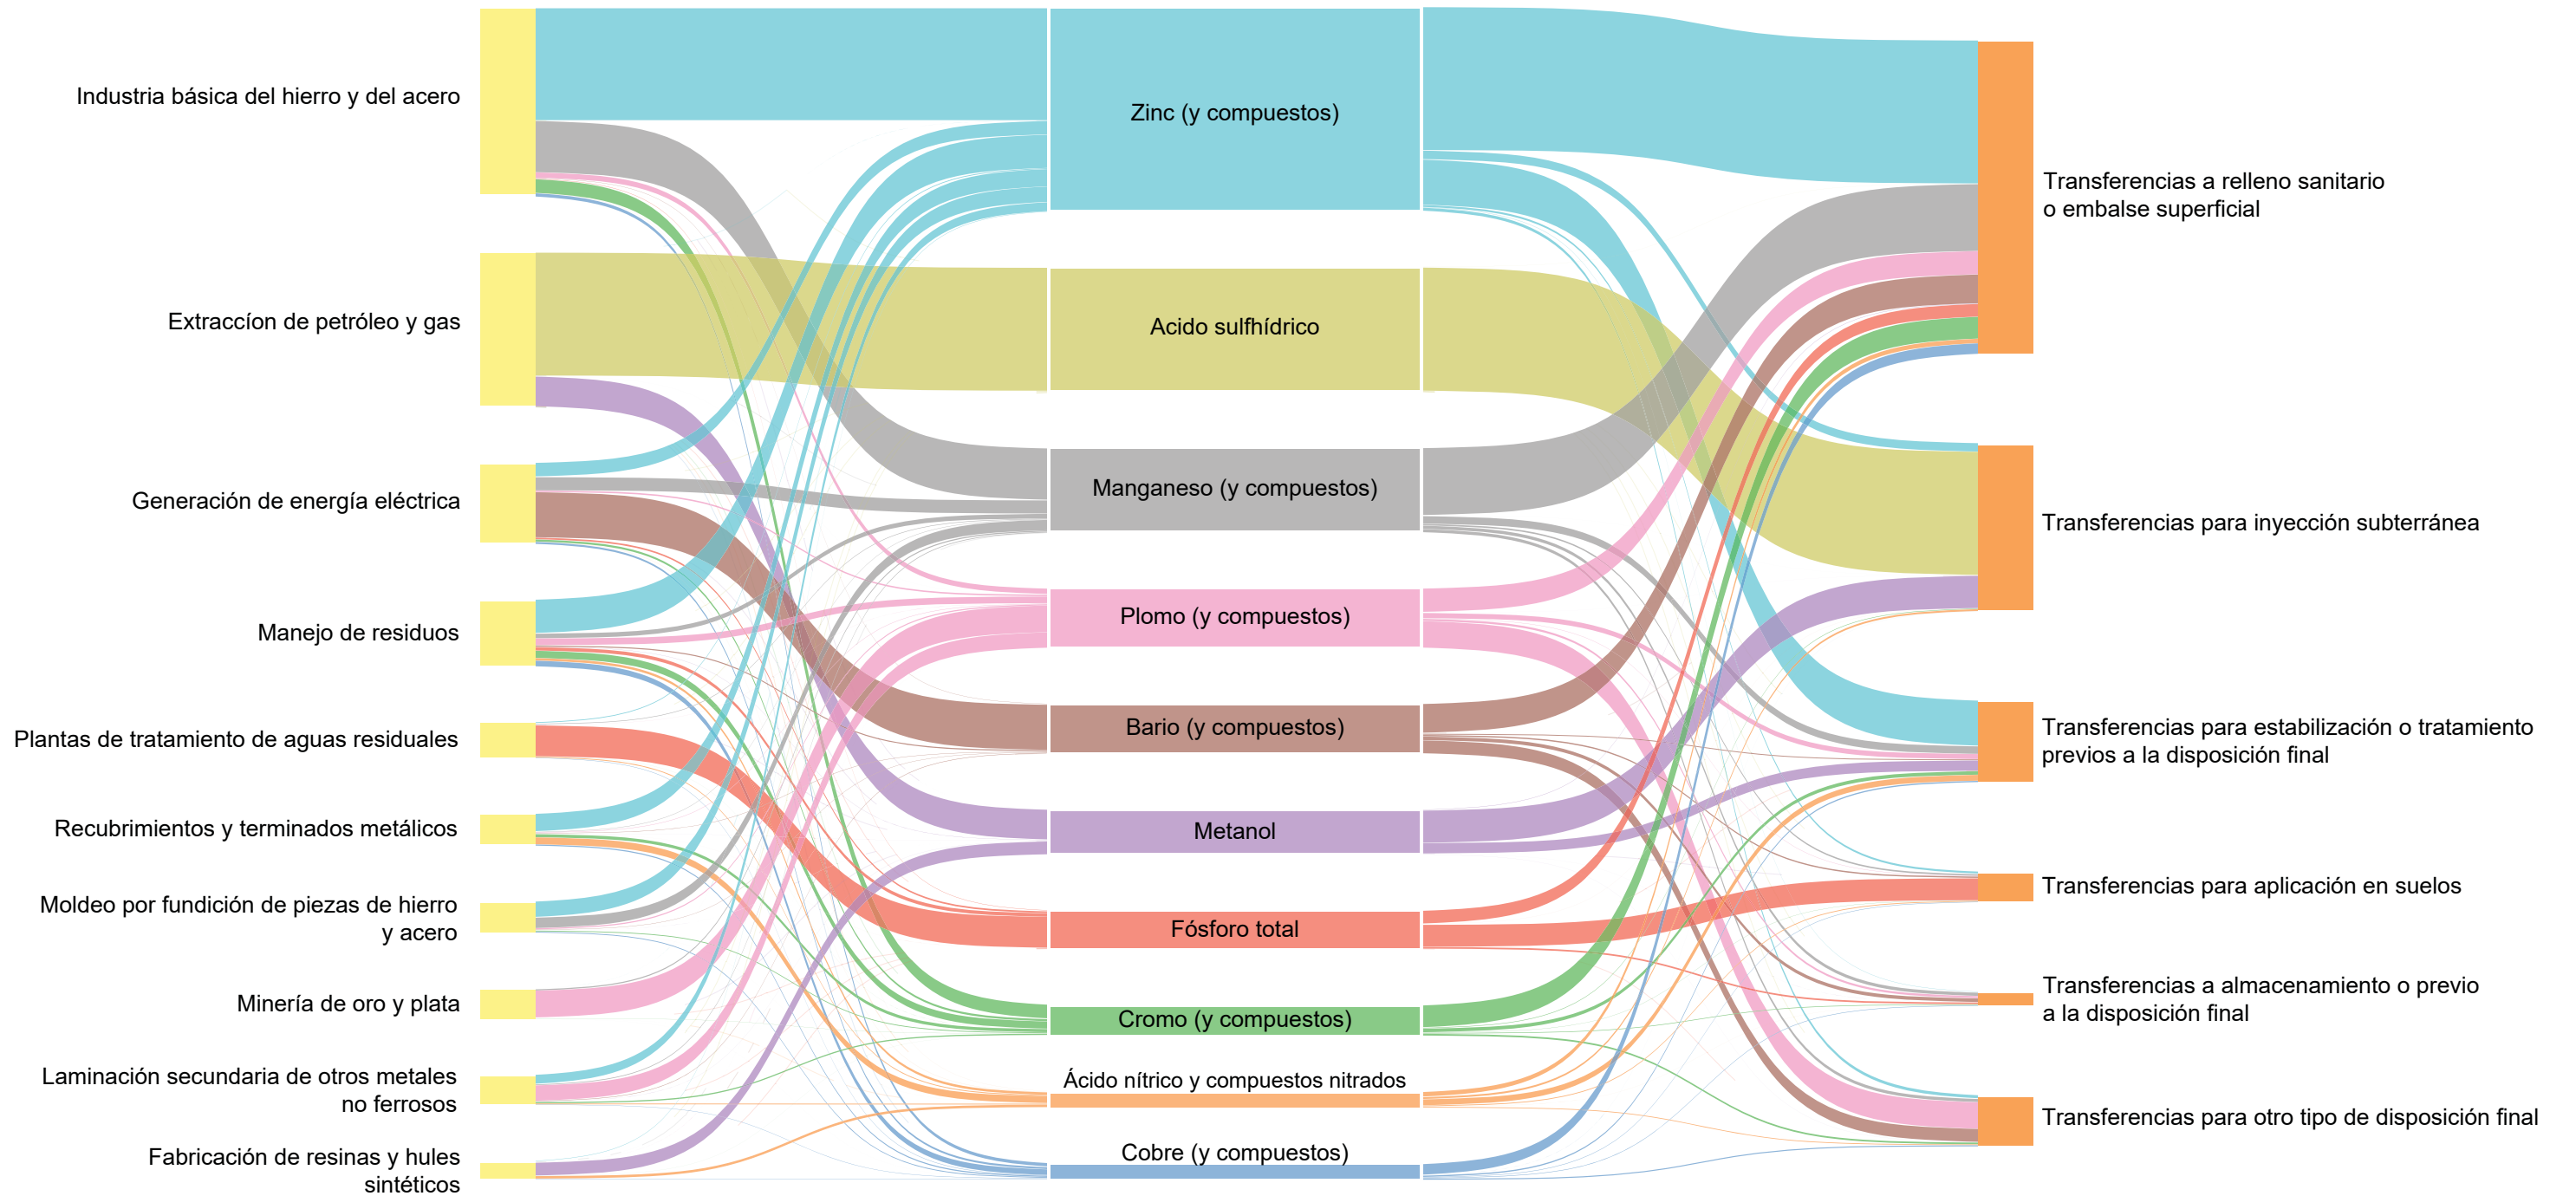 Industria básica del hierro y del acero
Extraccíon de petróleo y gas
Generación de energía eléctrica
Manejo de residuos
Plantas de tratamiento de aguas residuales
Recubrimientos y terminados metálicos
Moldeo por fundición de piezas de hierro
y acero
Minería de oro y plata
Laminación secundaria de otros metales
no ferrosos
Fabricación de resinas y hules
sintéticos
Zinc (y compuestos)
Acido sulfhídrico
Manganeso (y compuestos)
Plomo (y compuestos)
Bario (y compuestos)
Metanol
Fósforo total
Cromo (y compuestos)
Ácido nítrico y compuestos nitrados
Cobre (y compuestos)
Transferencias a relleno sanitario
o embalse superficial
Transferencias para inyección subterránea
Transferencias para estabilización o tratamiento
previos a la disposición final
Transferencias para aplicación en suelos
Transferencias a almacenamiento o previo
a la disposición final
Transferencias para otro tipo de disposición final